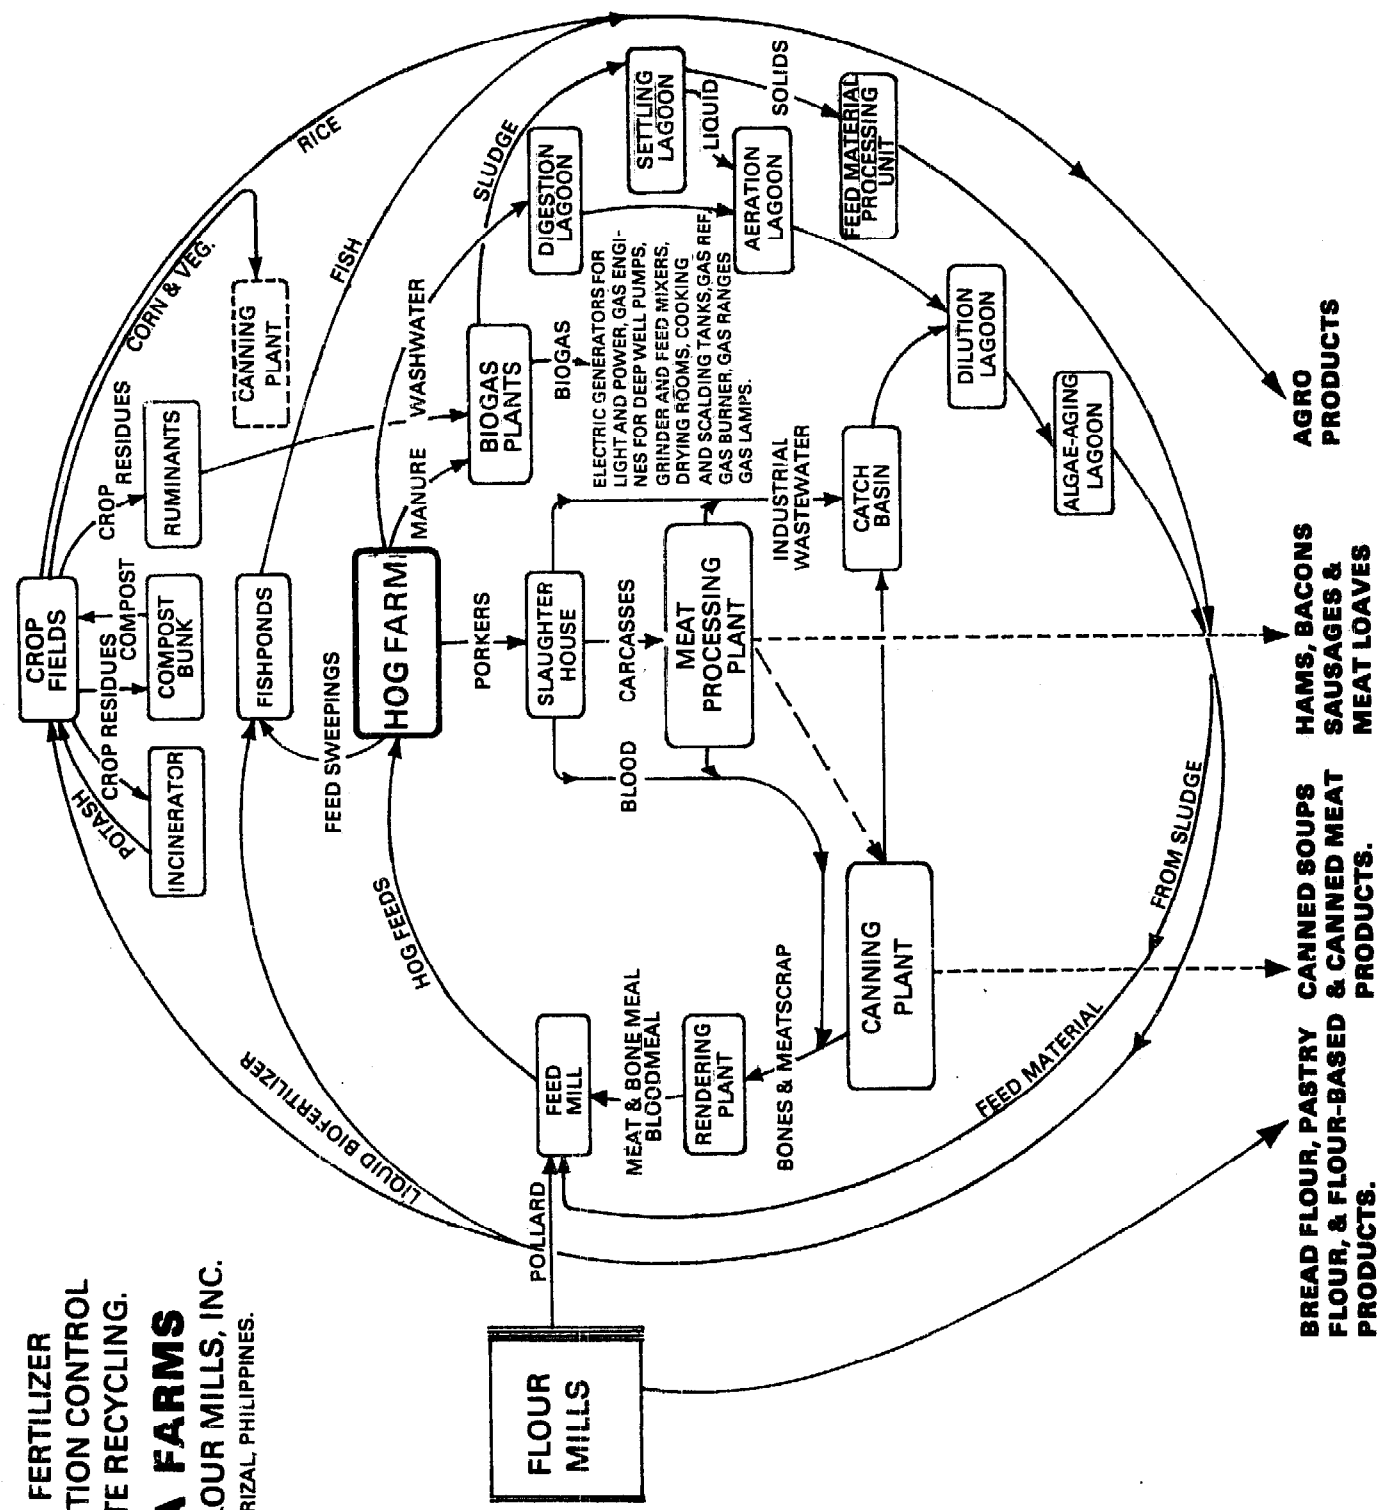 FERTILIZER
TION CONTROL
TE RECYCLING.
A FARMS
OUR MILLS, INC.
RIZAL, PHILIPPINES.
CROP
FIELDS
POTASH
CROP RESIDUES
COMPOST
CROP
RESIDUES
CORN & VEG.
RICE
INCINERATOR
COMPOST
BUNK
RUMINANTS
CANNING
PLANT
LIQUID BIOFERTILIZER
FISHPONDS
FISH
FEED SWEEPINGS
HOG FARM
HOG FEEDS
MANURE
WASHWATER
PORKERS
BIOGAS
PLANTS
SLUDGE
BIOGAS
DIGESTION
LAGOON
SETTLING
LAGOON
LIQUID
SOLIDS
FLOUR
MILLS
POLLARD
FEED
MILL
SLAUGHTER
HOUSE
ELECTRIC GENERATORS FOR
LIGHT AND POWER, GAS ENGI-
NES FOR DEEP WELL PUMPS,
GRINDER AND FEED MIXERS,
DRYING ROOMS, COOKING
AND SCALDING TANKS, GAS REF.
GAS BURNER, GAS RANGES
GAS LAMPS.
MEAT & BONE MEAL
BLOODMEAL
BLOOD
CARCASSES
RENDERING
PLANT
MEAT
PROCESSING
PLANT
AERATION
LAGOON
BONES & MEATSCRAP
INDUSTRIAL
WASTEWATER
FEED MATERIAL
PROCESSING
UNIT
CANNING
PLANT
CATCH
BASIN
DILUTION
LAGOON
ALGAE-AGING
LAGOON
FEED MATERIAL
FROM SLUDGE
BREAD FLOUR, PASTRY
FLOUR, & FLOUR-BASED
PRODUCTS.
CANNED SOUPS
& CANNED MEAT
PRODUCTS.
HAMS, BACONS
SAUSAGES &
MEAT LOAVES
AGRO
PRODUCTS